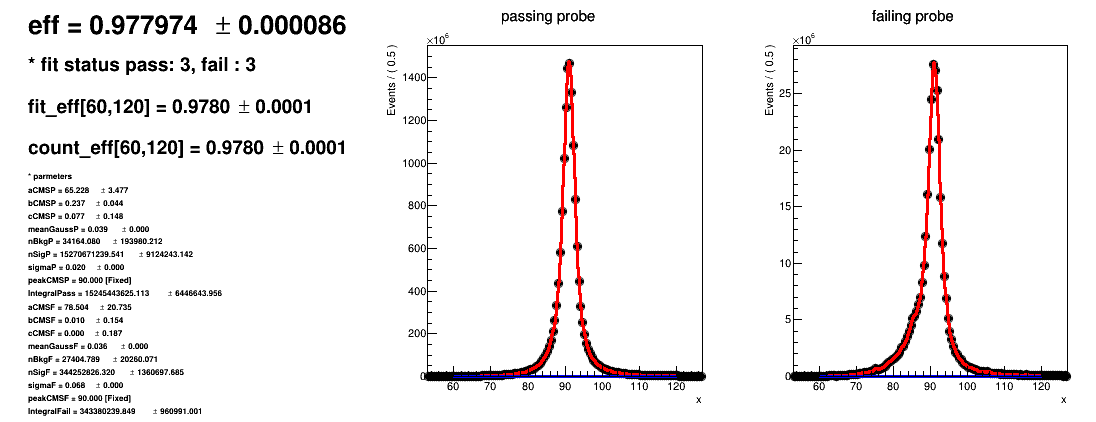 eff = 0.977974 ± 0.000086
* fit status pass: 3, fail : 3
fit_eff[60,120] = 0.9780 ± 0.0001
count_eff[60,120] = 0.9780 ± 0.0001
* parmeters
aCMSP = 65.228 ± 3.477
bCMSP = 0.237 ± 0.044
cCMSP = 0.077 ± 0.148
meanGaussP = 0.039 ± 0.000
nBkgP = 34164.080 ± 193980.212
nSigP = 15270671239.541 ± 9124243.142
sigmaP = 0.020 ± 0.000
peakCMSP = 90.000 [Fixed]
IntegralPass = 15245443625.113 ± 6446643.956
aCMSF = 78.504 ± 20.735
bCMSF = 0.010 ± 0.154
cCMSF = 0.000 ± 0.187
meanGaussF = 0.036 ± 0.000
nBkgF = 27404.789 ± 20260.071
nSigF = 344252826.320 ± 1360697.685
sigmaF = 0.068 ± 0.000
peakCMSF = 90.000 [Fixed]
IntegralFail = 343380239.849 ± 960991.001
passing probe
×10⁶
Events / ( 0.5 )
1400
1200
1000
800
600
400
200
0
60 70 80 90 100 110 120
x
failing probe
×10⁶
Events / ( 0.5 )
25
20
15
10
5
0
60 70 80 90 100 110 120
x